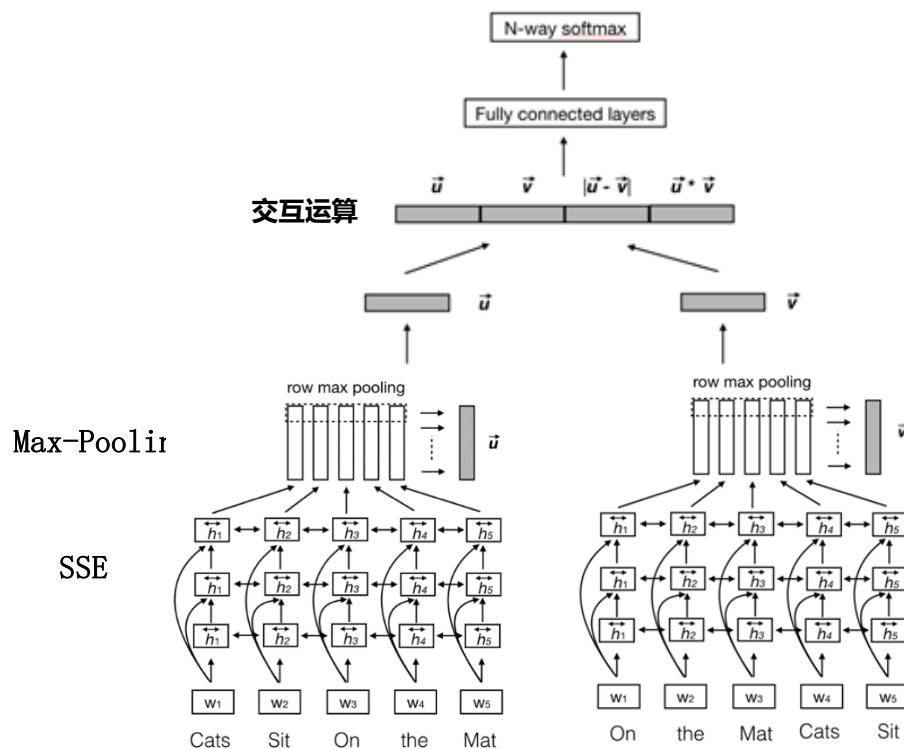 N-way softmax
Fully connected layers
u⃗ v⃗ |u⃗ - v⃗| u⃗ * v⃗
交互运算
u⃗ v⃗
row max pooling row max pooling
Max-Poolin
u⃗ v⃗
SSE
h1 h2 h3 h4 h5 h1 h2 h3 h4 h5
h1 h2 h3 h4 h5 h1 h2 h3 h4 h5
h1 h2 h3 h4 h5 h1 h2 h3 h4 h5
w1 w2 w3 w4 w5 w1 w2 w3 w4 w5
Cats Sit On the Mat On the Mat Cats Sit